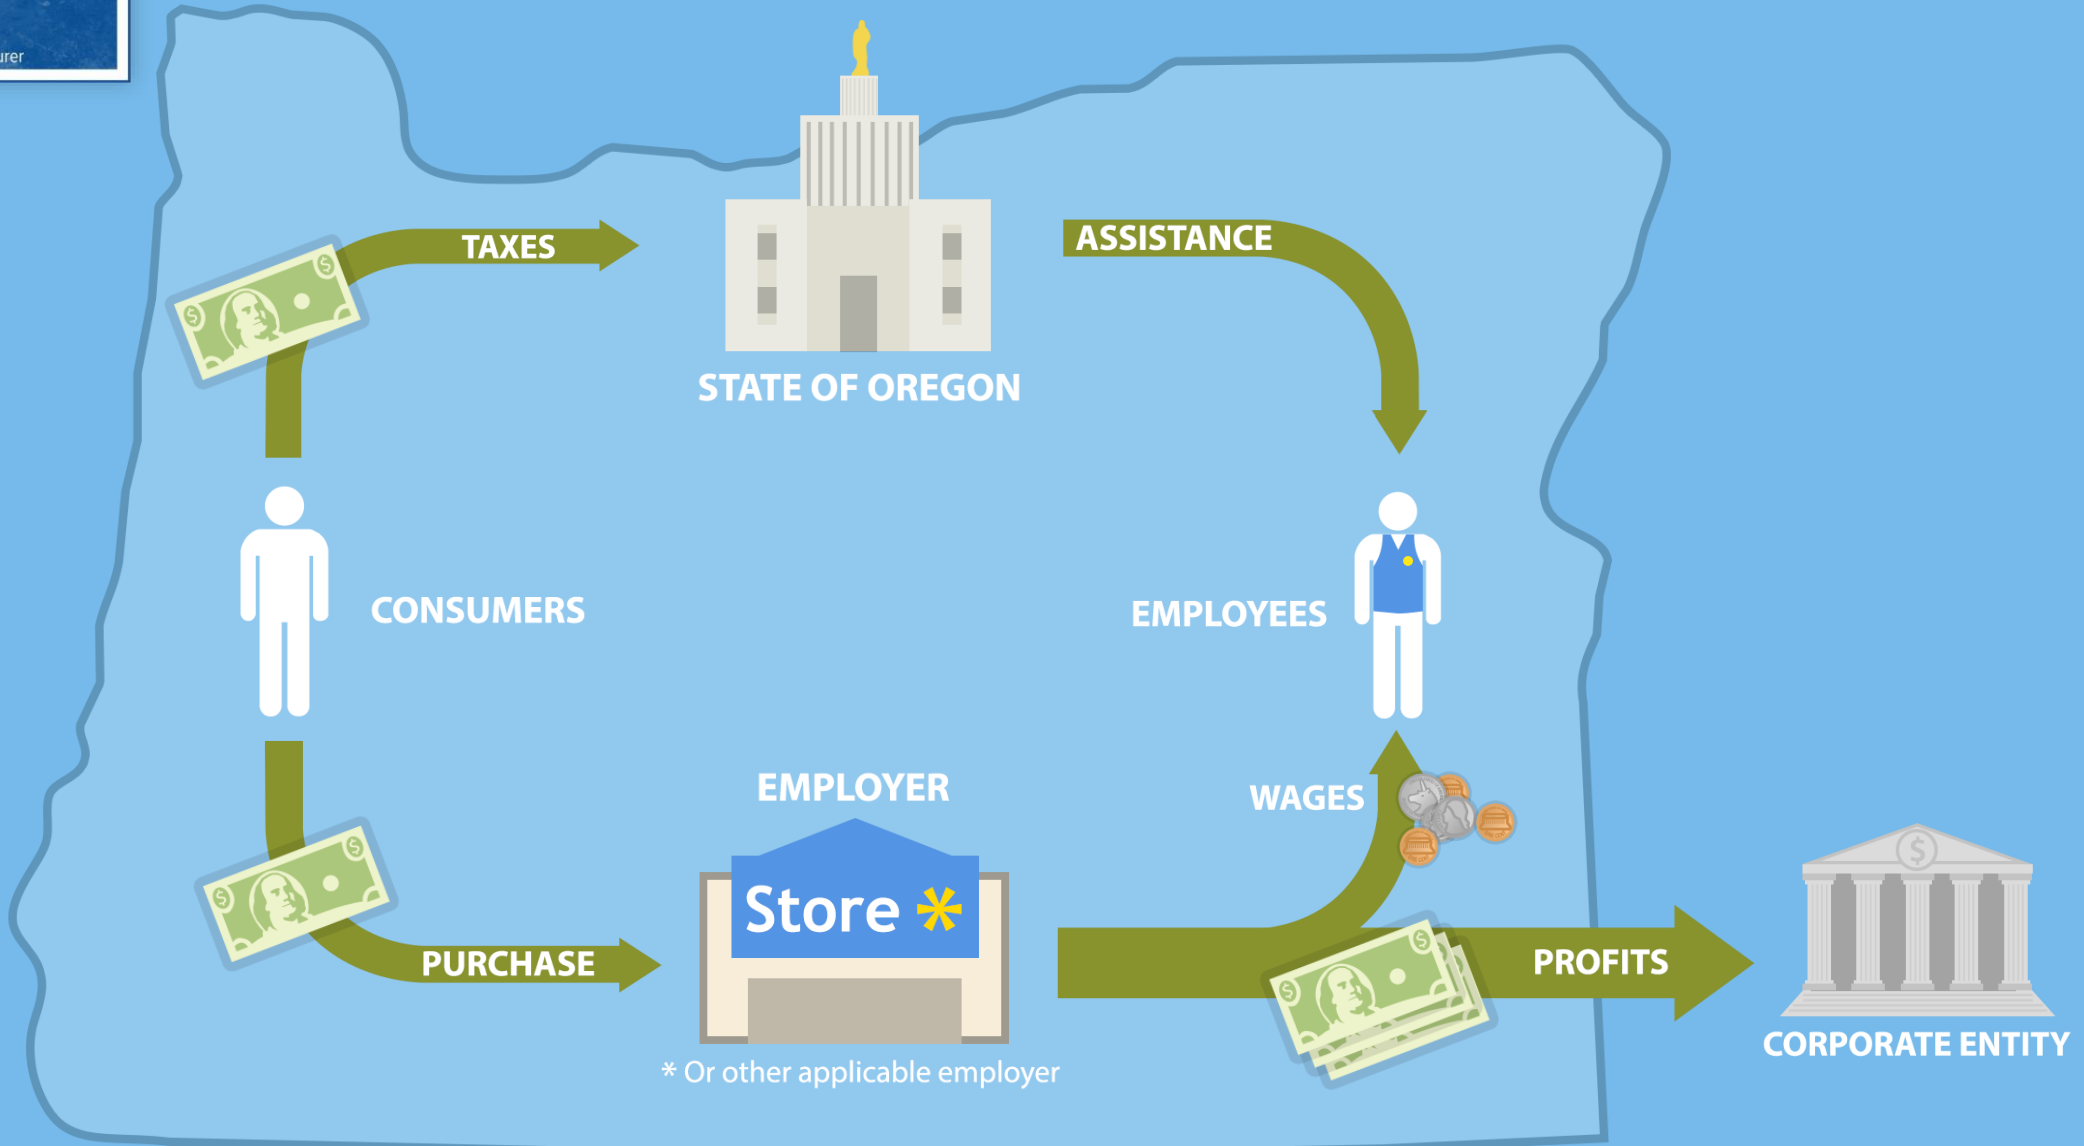 TAXES
ASSISTANCE
STATE OF OREGON
CONSUMERS
EMPLOYEES
EMPLOYER
WAGES
Store *
PURCHASE
PROFITS
CORPORATE ENTITY
* Or other applicable employer